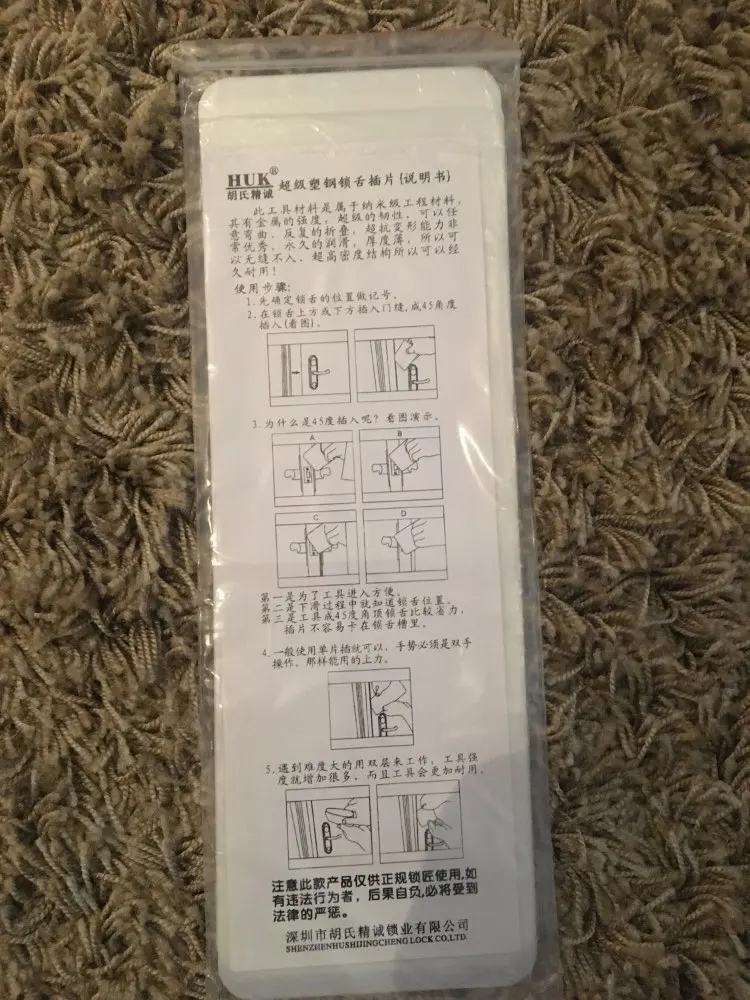 HUK® 超级塑钢锁舌插片(说明书)
胡氏精诚
此工具材料是属于纳米级工程材料,
具有金属的强度, 超级的韧性, 可以任
意弯曲, 反复的折叠, 超抗变形能力非
常优秀, 永久的润滑, 厚度薄, 所以可
以无缝不入, 超高密度结构所以可以经
久耐用!
使用步骤:
1.先确定锁舌的位置做记号。
2.在锁舌上方或下方插入门缝,成45角度
插入(看图)。
3.为什么是45度插入呢? 看图演示。
A
B
C
D
第一是为了工具进入方便。
第二是下滑过程中就知道锁舌位置。
第三是工具成45度角顶锁舌比较省力,
插片不容易卡在锁舌槽里。
4.一般使用单片插就可以, 手势必须是双手
操作, 那样能用的上力。
5.遇到难度大的用双层来工作, 工具强
度就增加很多, 而且工具会更加耐用。
注意此款产品仅供正规锁匠使用,如
有违法行为者, 后果自负,必将受到
法律的严惩。
深圳市胡氏精诚锁业有限公司
SHENZHENHUSHIJINGCHENG LOCK CO,LTD.